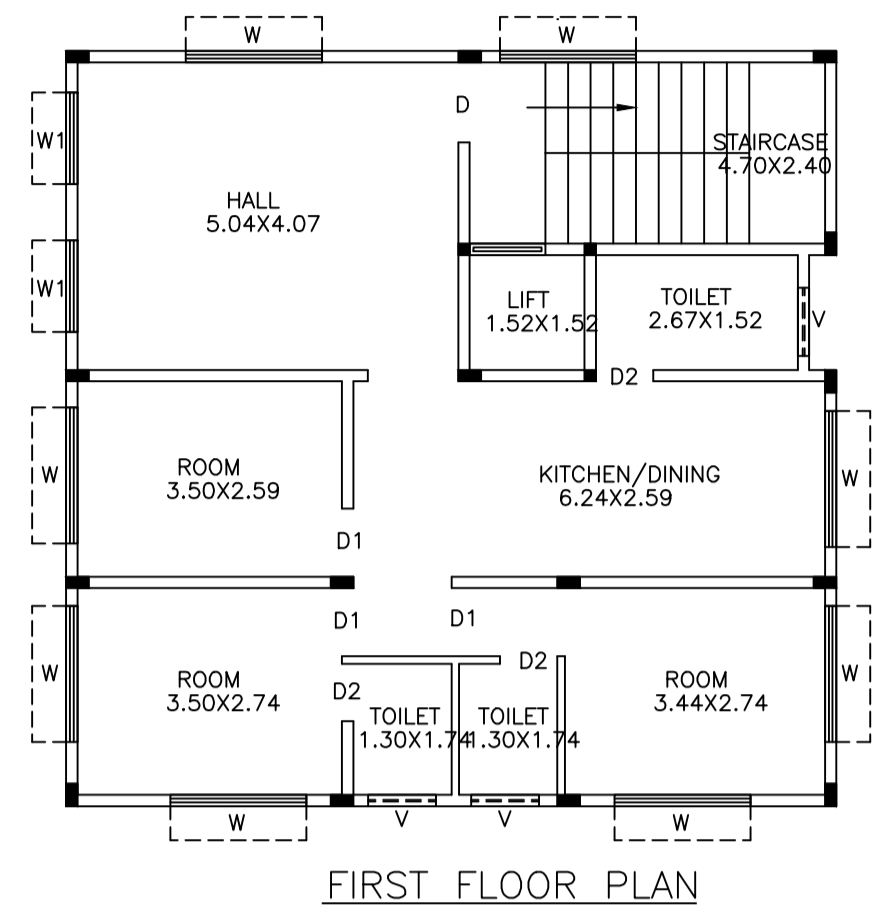 W
W
W1
D
STAIRCASE
4.70X2.40
HALL
5.04X4.07
W1
LIFT
1.52X1.52
TOILET
2.67X1.52
V
D2
ROOM
3.50X2.59
W
KITCHEN/DINING
6.24X2.59
W
D1
D1
D1
W
ROOM
3.50X2.74
D2
D2
TOILET
1.30X1.74
TOILET
1.30X1.74
ROOM
3.44X2.74
W
W
V
V
W
FIRST FLOOR PLAN